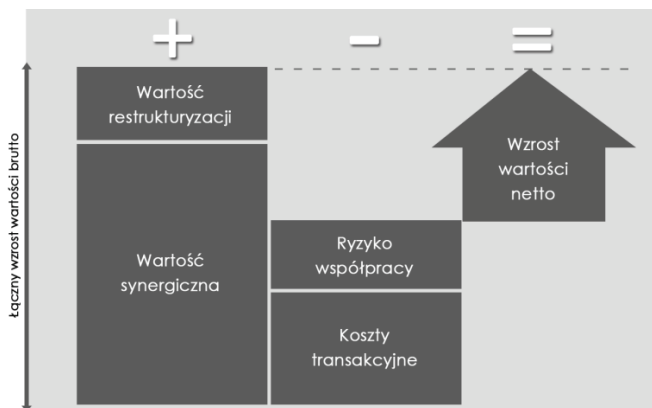 + - =
Łączny wzrost wartości brutto
Wartość
restrukturyzacji
Wartość
synergiczna
Ryzyko
współpracy
Koszty
transakcyjne
Wzrost
wartości
netto